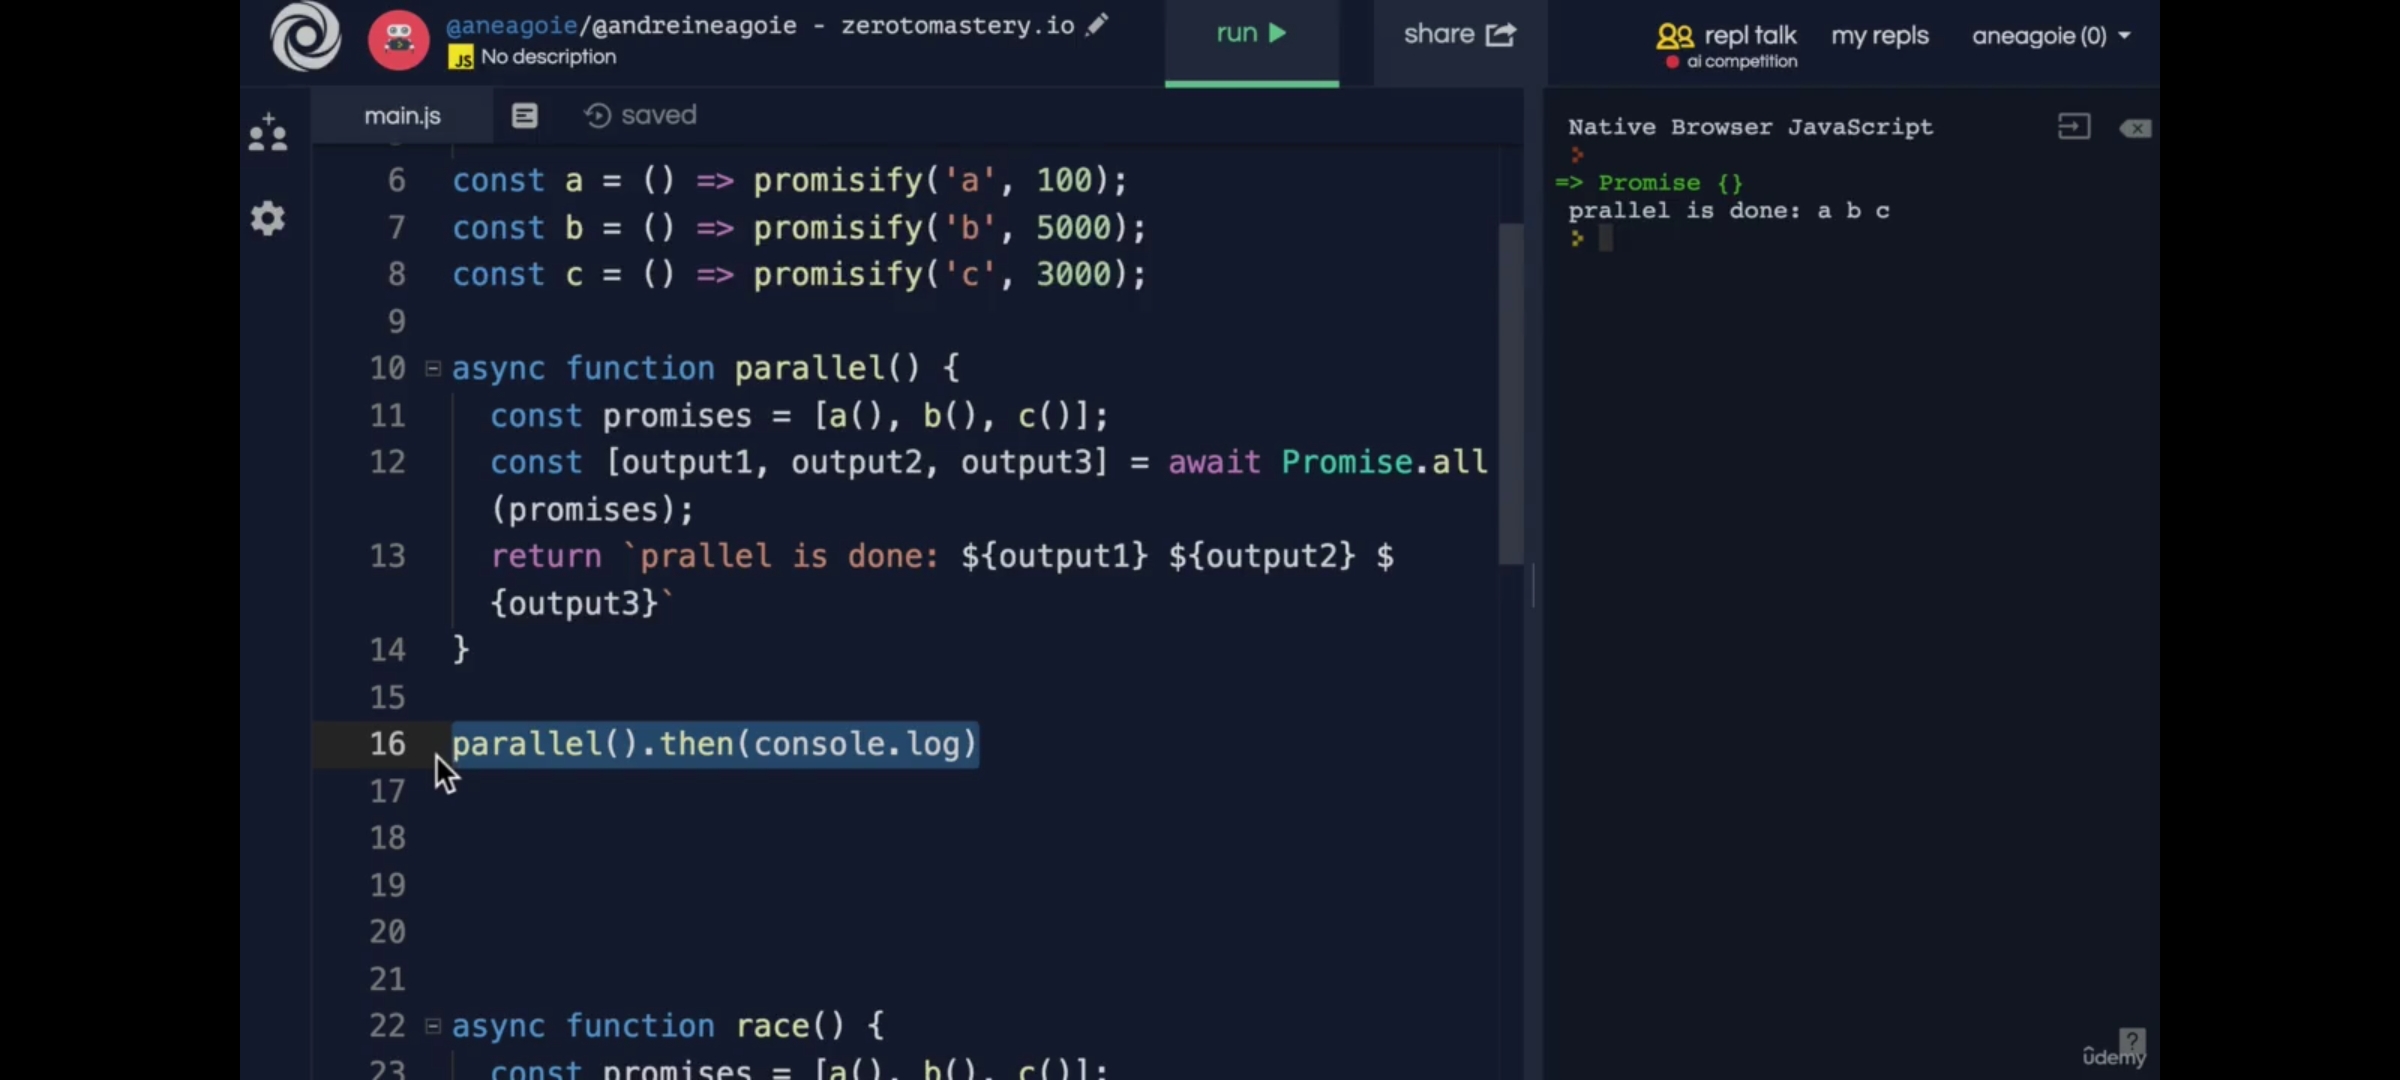 @aneagoie/@andreineagoie - zerotomastery.io
JS No description
run
share
repl talk
ai competition
my repls
aneagoie (0)
main.js
saved
6 const a = () => promisify('a', 100);
7 const b = () => promisify('b', 5000);
8 const c = () => promisify('c', 3000);
9
10 async function parallel() {
11 const promises = [a(), b(), c()];
12 const [output1, output2, output3] = await Promise.all
(promises);
13 return `prallel is done: ${output1} ${output2} $
{output3}`
14 }
15
16 parallel().then(console.log)
17
18
19
20
21
22 async function race() {
23 const promises = [a(), b(), c()];
Native Browser JavaScript
=> Promise {}
prallel is done: a b c
?
ûdemy